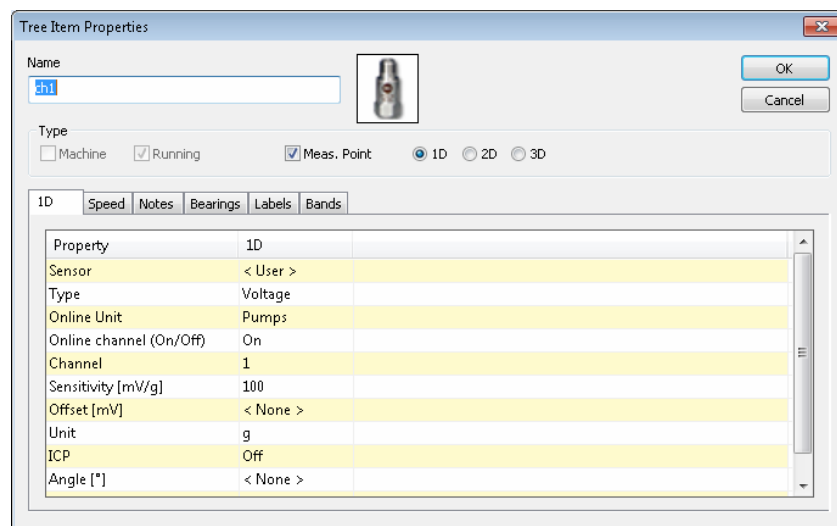 Tree Item Properties
Name
ch1
OK
Cancel
Type
Machine Running Meas. Point 1D 2D 3D
1D Speed Notes Bearings Labels Bands
Property 1D
Sensor < User >
Type Voltage
Online Unit Pumps
Online channel (On/Off) On
Channel 1
Sensitivity [mV/g] 100
Offset [mV] < None >
Unit g
ICP Off
Angle [°] < None >